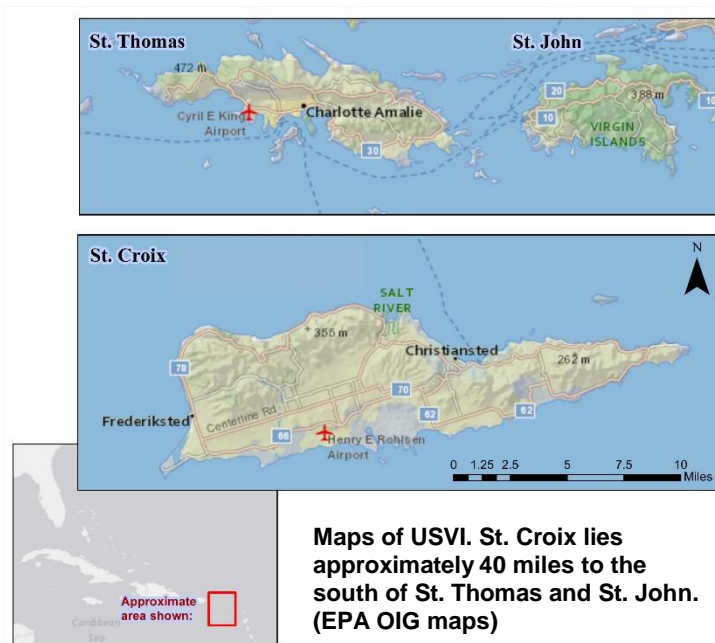 St. Thomas
St. John
472 m
Cyril E King
Airport
Charlotte Amalie
30
20
10
388 m
10
VIRGIN
ISLANDS
St. Croix
N
SALT
RIVER
355 m
Christiansted
262 m
78
70
Frederiksted
Centerline Rd.
62
62
66
Henry E Rohlsen
Airport
0 1.25 2.5 5 7.5 10
Miles
Approximate
area shown:
Caribbean
Sea
Maps of USVI. St. Croix lies
approximately 40 miles to the
south of St. Thomas and St. John.
(EPA OIG maps)